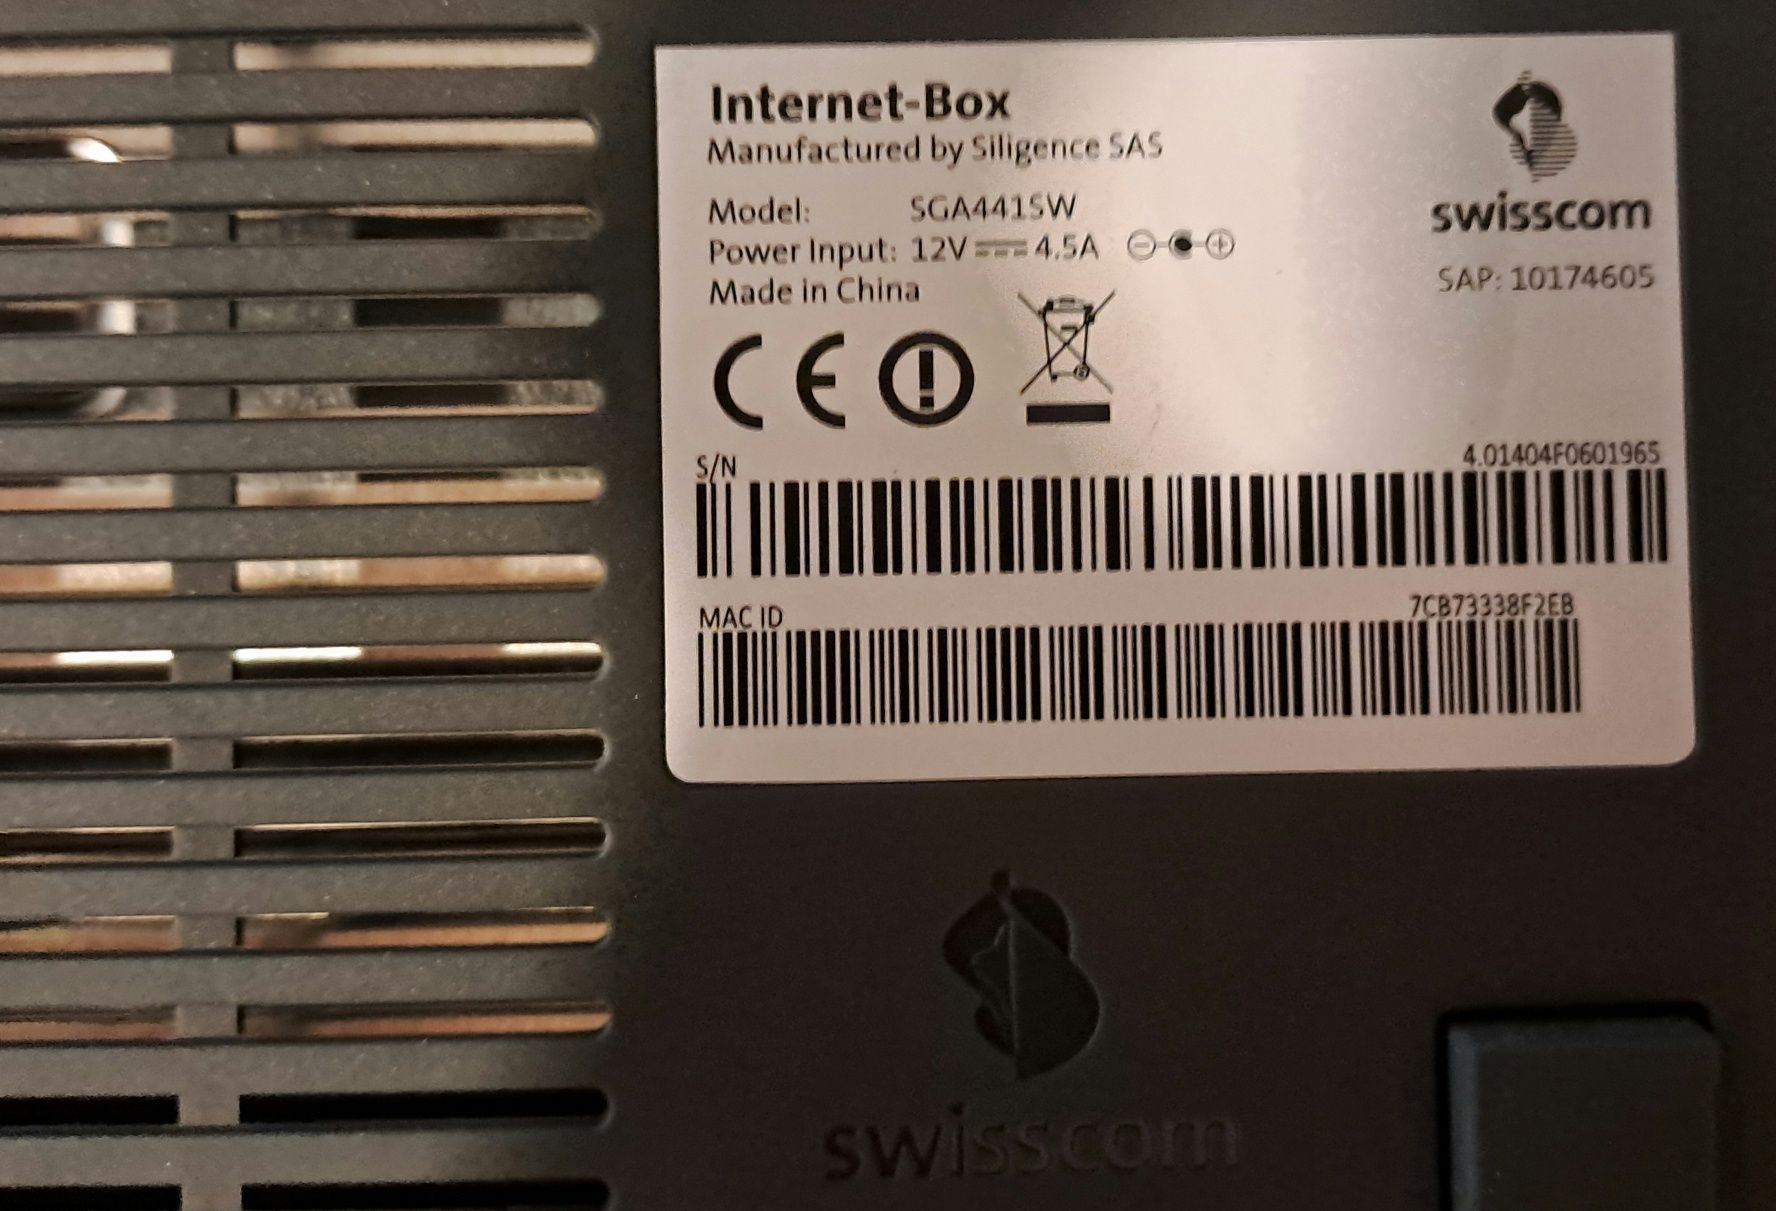 Internet-Box
Manufactured by Siligence SAS
Model: SGA441SW
Power Input: 12V 4.5A
Made in China
swisscom
SAP: 10174605
CE
S/N 4.01404F0601965
MAC ID 7CB73338F2EB
swisscom